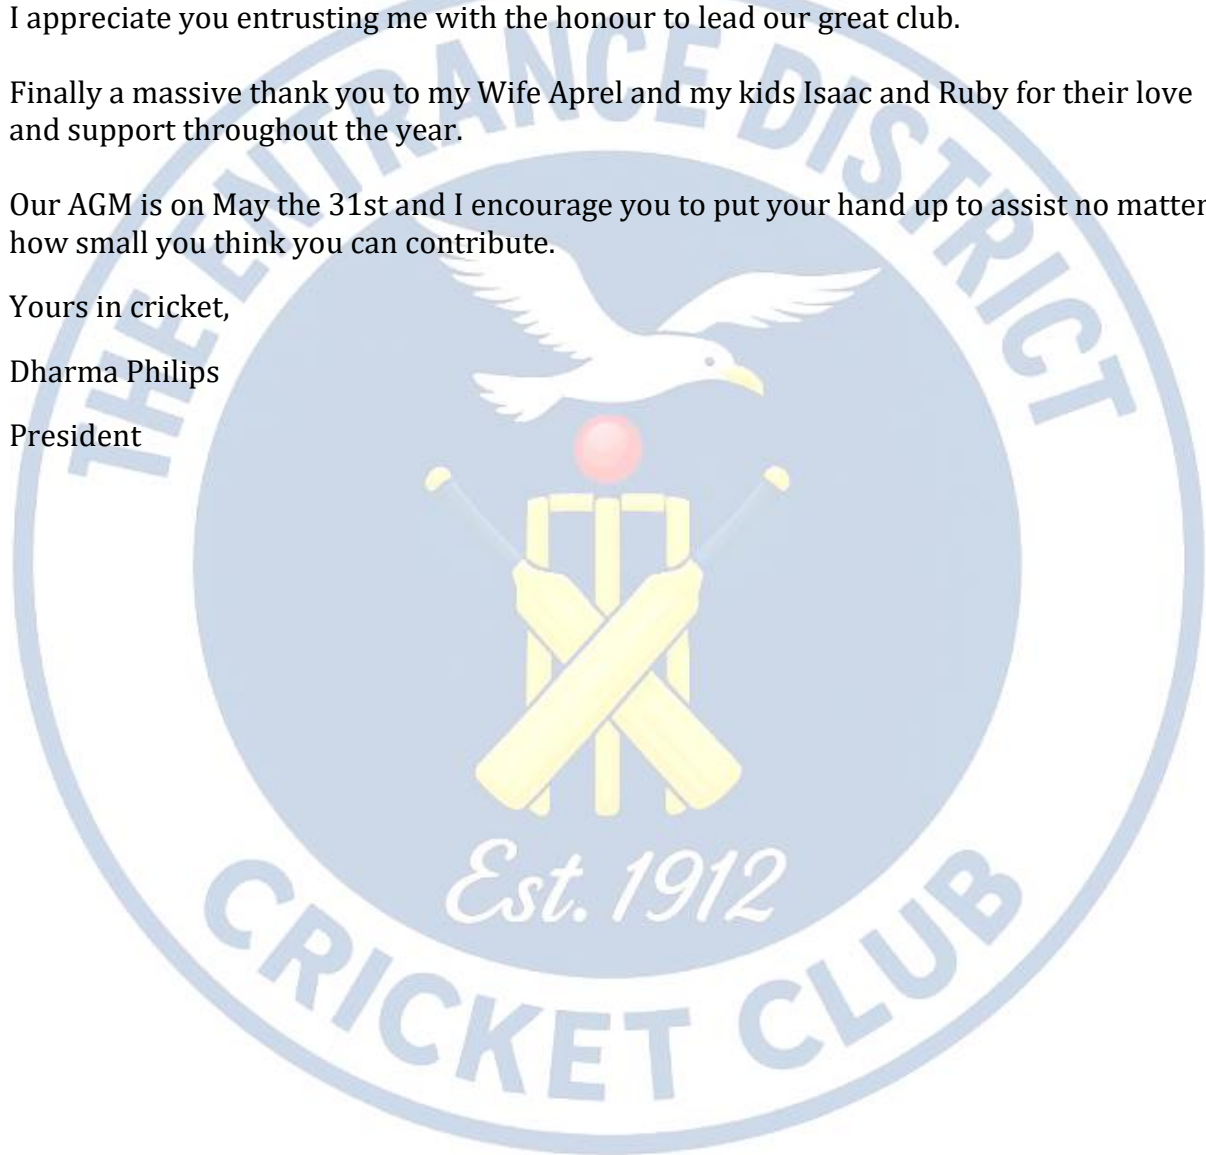 I appreciate you entrusting me with the honour to lead our great club.
Finally a massive thank you to my Wife Aprel and my kids Isaac and Ruby for their love
and support throughout the year.
Our AGM is on May the 31st and I encourage you to put your hand up to assist no matter
how small you think you can contribute.
Yours in cricket,
Dharma Philips
President
THE ENTRANCE DISTRICT
Est. 1912
CRICKET CLUB